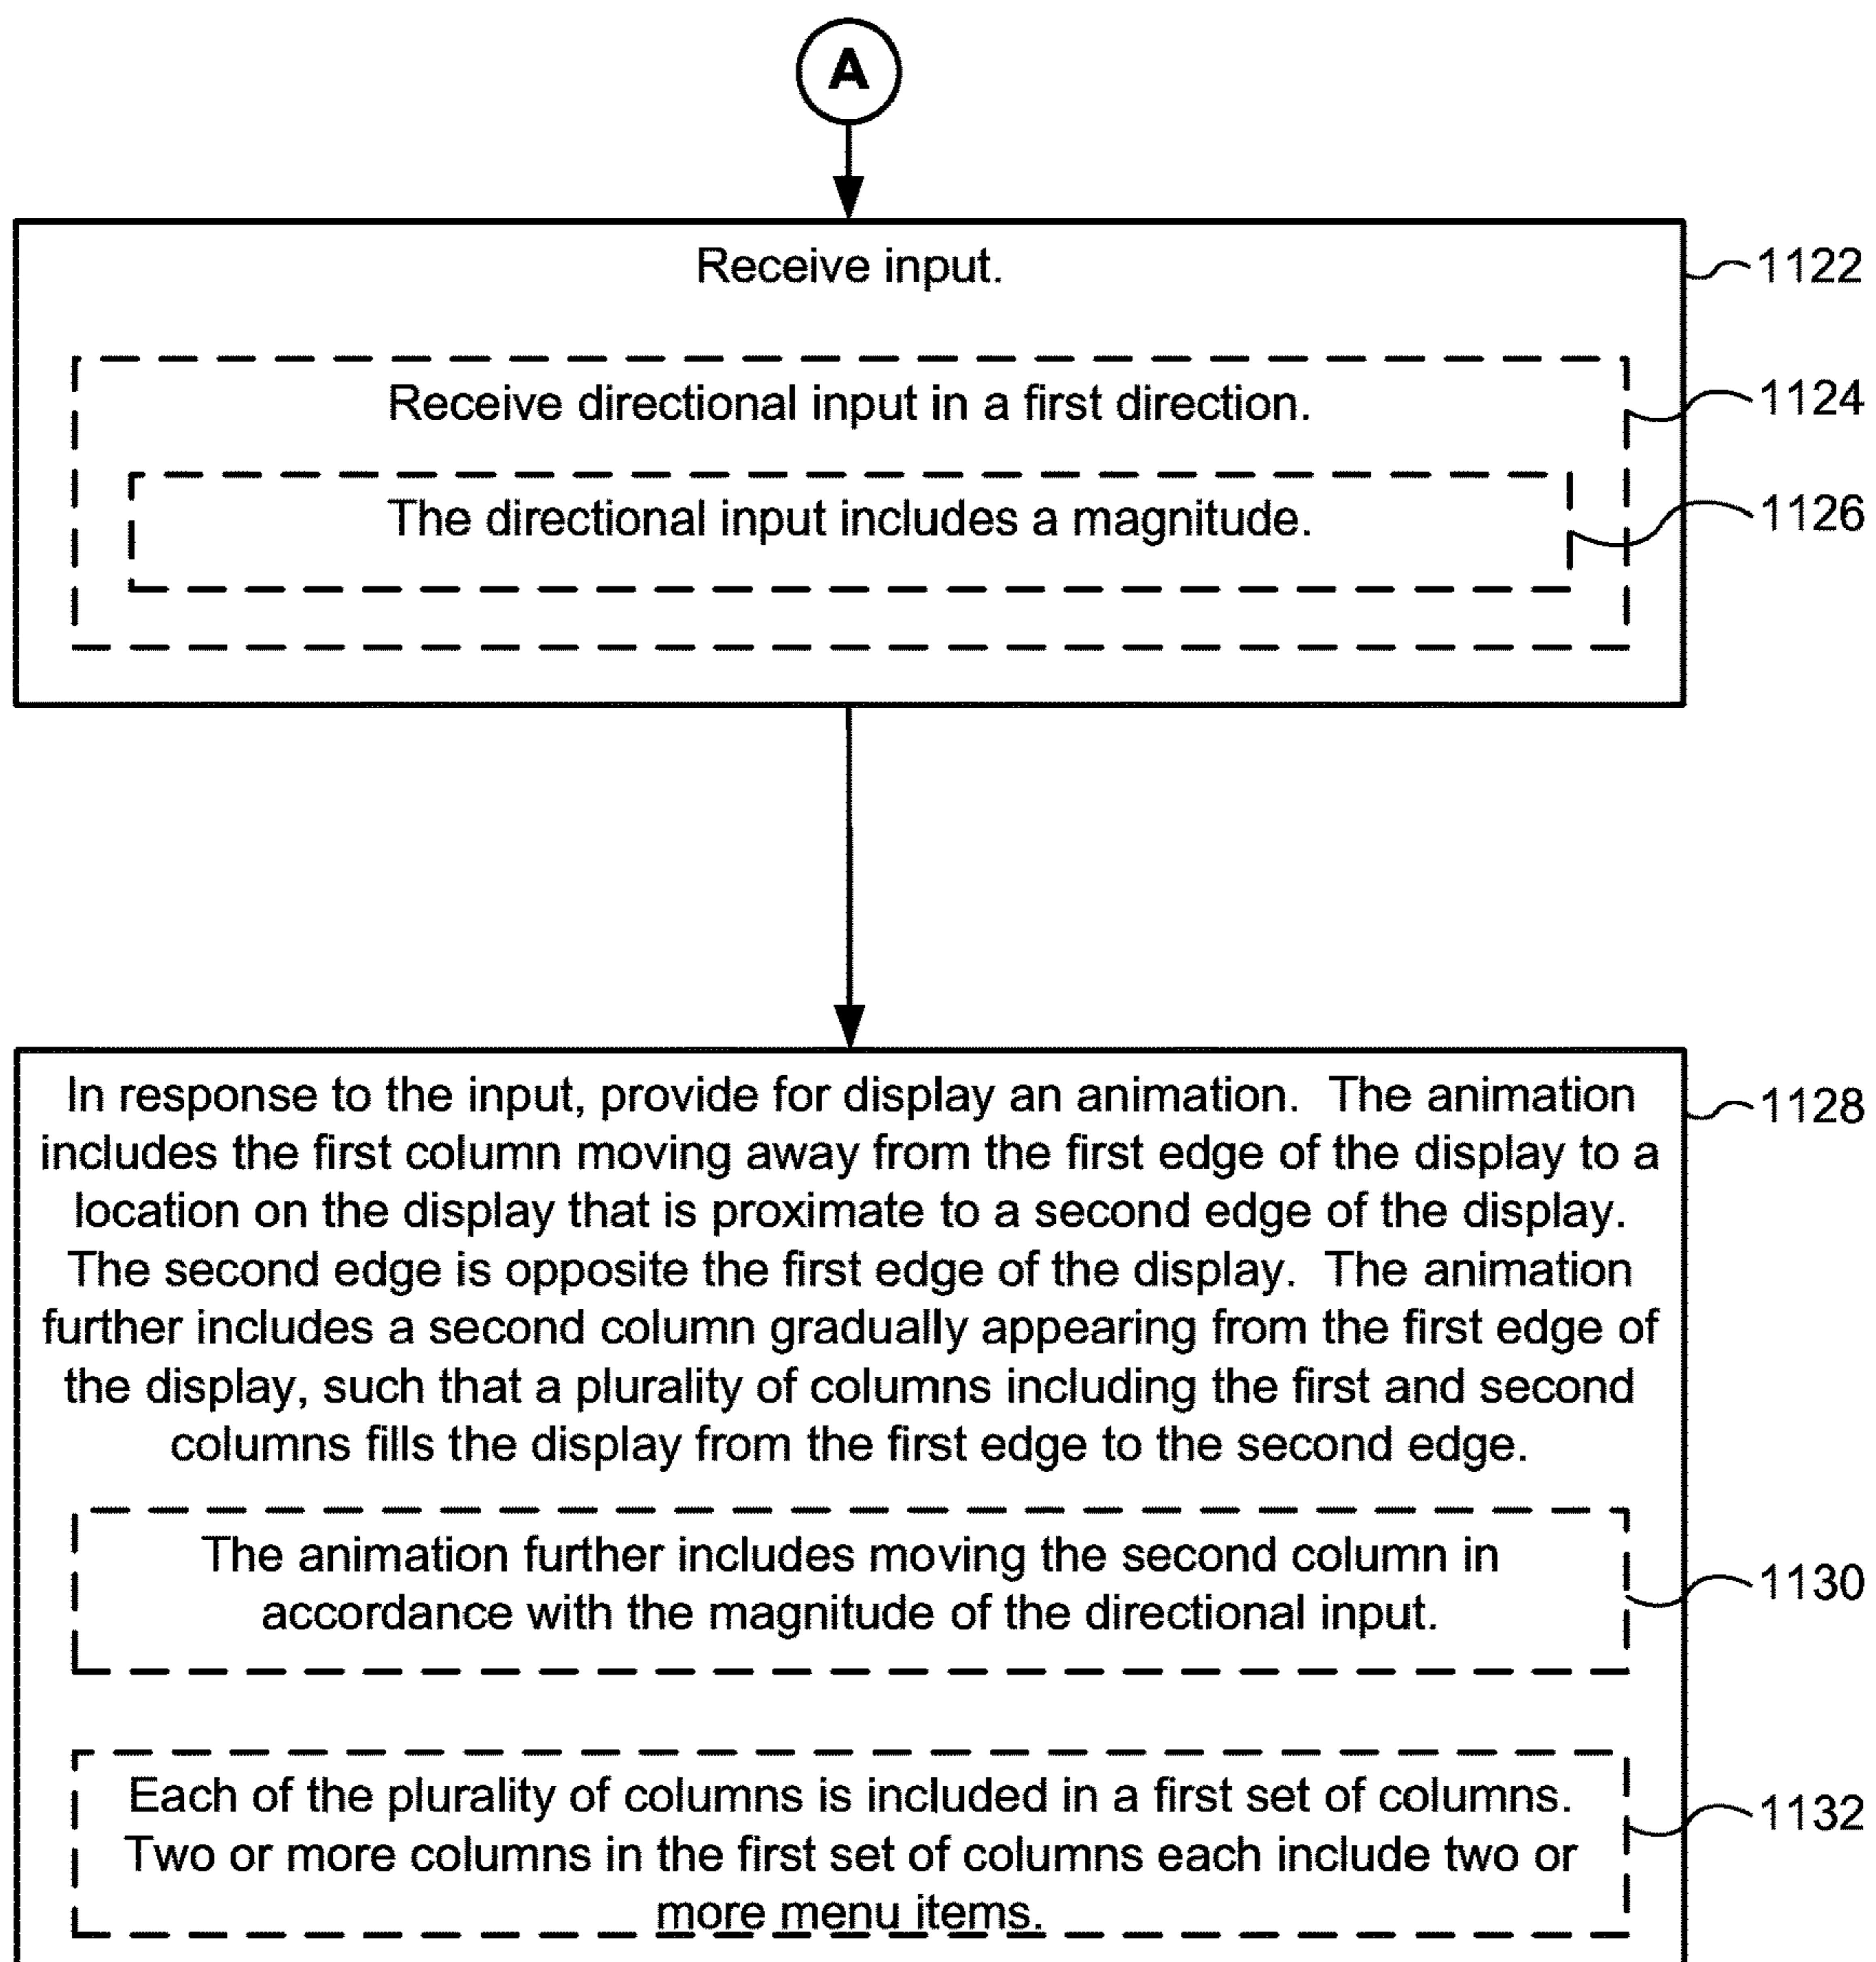 A
Receive input.
1122
Receive directional input in a first direction.
1124
The directional input includes a magnitude.
1126
In response to the input, provide for display an animation. The animation
includes the first column moving away from the first edge of the display to a
location on the display that is proximate to a second edge of the display.
The second edge is opposite the first edge of the display. The animation
further includes a second column gradually appearing from the first edge of
the display, such that a plurality of columns including the first and second
columns fills the display from the first edge to the second edge.
1128
The animation further includes moving the second column in
accordance with the magnitude of the directional input.
1130
Each of the plurality of columns is included in a first set of columns.
Two or more columns in the first set of columns each include two or
more menu items.
1132